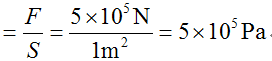 = F/S = 5×10⁵N/1m² = 5×10⁵Pa.